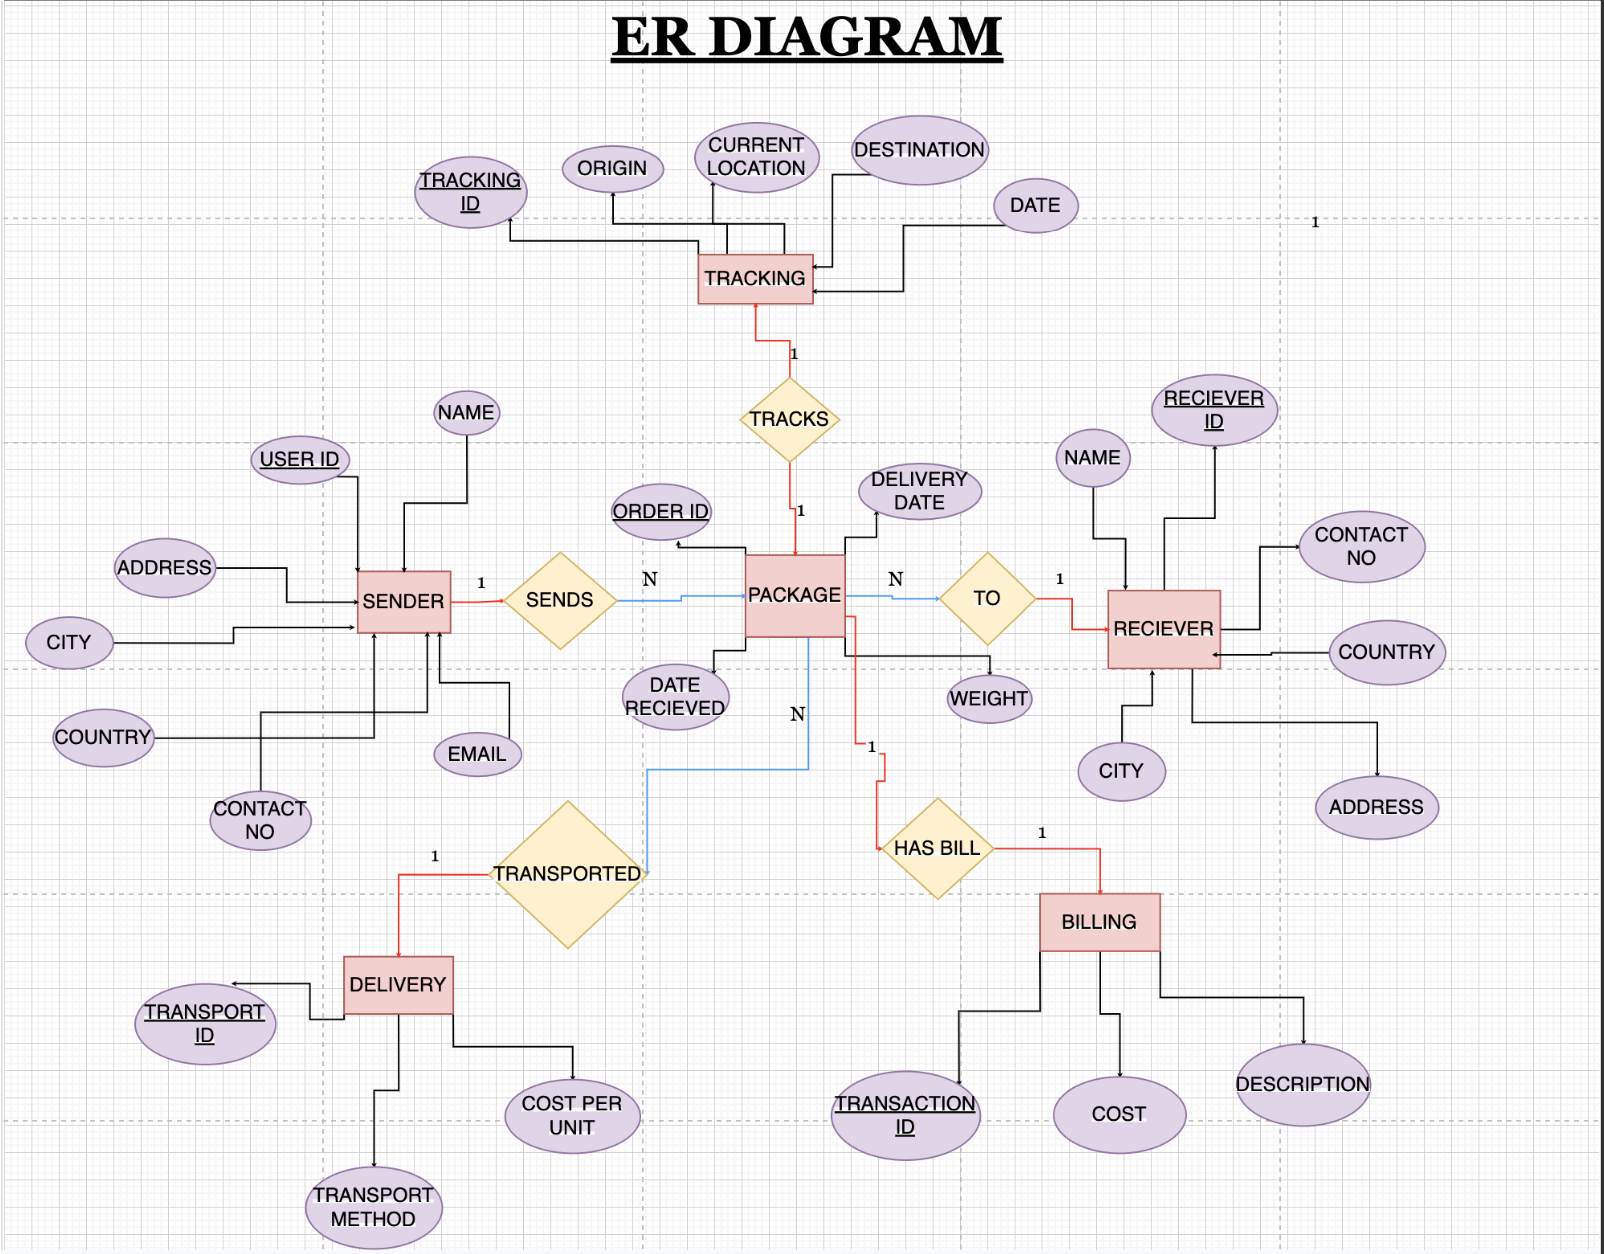 ER DIAGRAM
TRACKING
ID
ORIGIN
CURRENT
LOCATION
DESTINATION
DATE
1
TRACKING
1
TRACKS
1
NAME
USER ID
ADDRESS
SENDER
CITY
COUNTRY
CONTACT
NO
EMAIL
1
SENDS
N
ORDER ID
DELIVERY
DATE
PACKAGE
DATE
RECIEVED
WEIGHT
N
TO
1
NAME
RECIEVER
ID
CONTACT
NO
RECIEVER
COUNTRY
CITY
ADDRESS
N
1
TRANSPORTED
1
HAS BILL
1
DELIVERY
TRANSPORT
ID
TRANSPORT
METHOD
COST PER
UNIT
BILLING
TRANSACTION
ID
COST
DESCRIPTION